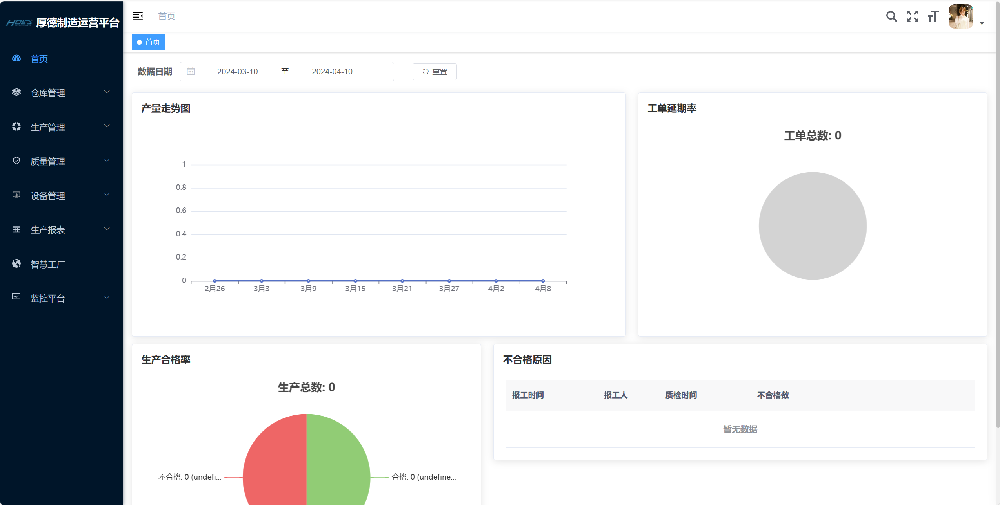 HOLD 厚德制造运营平台
首页
首页
首页
仓库管理
生产管理
质量管理
设备管理
生产报表
智慧工厂
监控平台
数据日期 2024-03-10 至 2024-04-10 重置
产量走势图
1
0.8
0.6
0.4
0.2
0
2月26 3月3 3月9 3月15 3月21 3月27 4月2 4月8
工单延期率
工单总数: 0
生产合格率
生产总数: 0
不合格: 0 (undefi...
合格: 0 (undefine...
不合格原因
报工时间 报工人 质检时间 不合格数
暂无数据